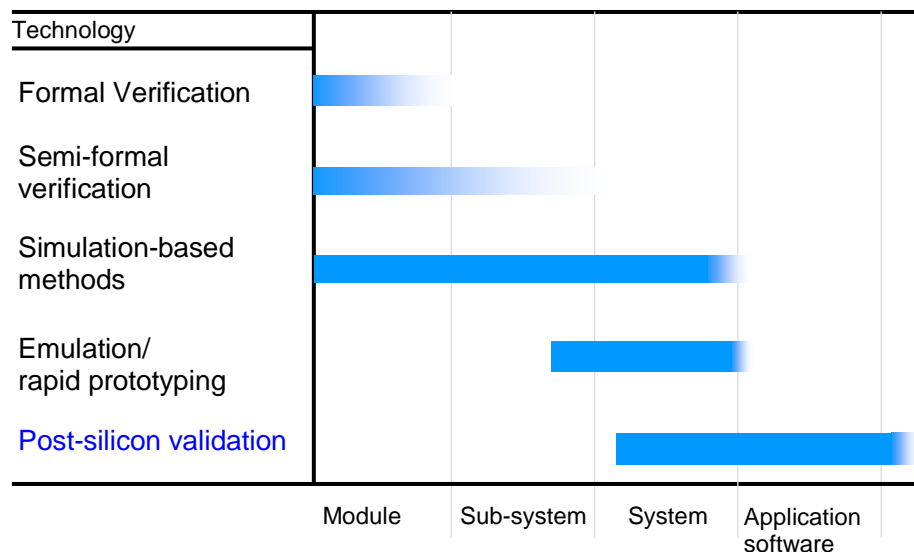 Technology
Formal Verification
Semi-formal
verification
Simulation-based
methods
Emulation/
rapid prototyping
Post-silicon validation
Module
Sub-system
System
Application
software